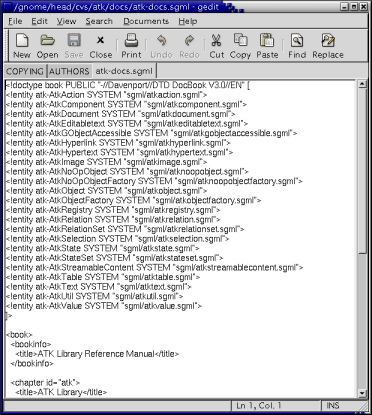 /gnome/head/cvs/atk/docs/atk-docs.sgml - gedit
File Edit View Search Documents Help
New Open Save Close Print Undo Redo Cut Copy Paste Find Replace
COPYING AUTHORS atk-docs.sgml
<!doctype book PUBLIC "-//Davenport//DTD DocBook V3.0//EN" [
<!entity atk-AtkAction SYSTEM "sgml/atkaction.sgml">
<!entity atk-AtkComponent SYSTEM "sgml/atkcomponent.sgml">
<!entity atk-AtkDocument SYSTEM "sgml/atkdocument.sgml">
<!entity atk-AtkEditabletext SYSTEM "sgml/atkeditabletext.sgml">
<!entity atk-AtkGObjectAccessible SYSTEM "sgml/atkgobjectaccessible.sgml">
<!entity atk-AtkHyperlink SYSTEM "sgml/atkhyperlink.sgml">
<!entity atk-AtkHypertext SYSTEM "sgml/atkhypertext.sgml">
<!entity atk-AtkImage SYSTEM "sgml/atkimage.sgml">
<!entity atk-AtkNoOpObject SYSTEM "sgml/atknoopobject.sgml">
<!entity atk-AtkNoOpObjectFactory SYSTEM "sgml/atknoopobjectfactory.sgml">
<!entity atk-AtkObject SYSTEM "sgml/atkobject.sgml">
<!entity atk-AtkObjectFactory SYSTEM "sgml/atkobjectfactory.sgml">
<!entity atk-AtkRegistry SYSTEM "sgml/atkregistry.sgml">
<!entity atk-AtkRelation SYSTEM "sgml/atkrelation.sgml">
<!entity atk-AtkRelationSet SYSTEM "sgml/atkrelationset.sgml">
<!entity atk-AtkSelection SYSTEM "sgml/atkselection.sgml">
<!entity atk-AtkState SYSTEM "sgml/atkstate.sgml">
<!entity atk-AtkStateSet SYSTEM "sgml/atkstateset.sgml">
<!entity atk-AtkStreamableContent SYSTEM "sgml/atkstreamablecontent.sgml">
<!entity atk-AtkTable SYSTEM "sgml/atktable.sgml">
<!entity atk-AtkText SYSTEM "sgml/atktext.sgml">
<!entity atk-AtkUtil SYSTEM "sgml/atkutil.sgml">
<!entity atk-AtkValue SYSTEM "sgml/atkvalue.sgml">
]>
<book>
<bookinfo>
<title>ATK Library Reference Manual</title>
</bookinfo>
<chapter id="atk">
<title>ATK Library</title>
Ln 1, Col. 1 INS